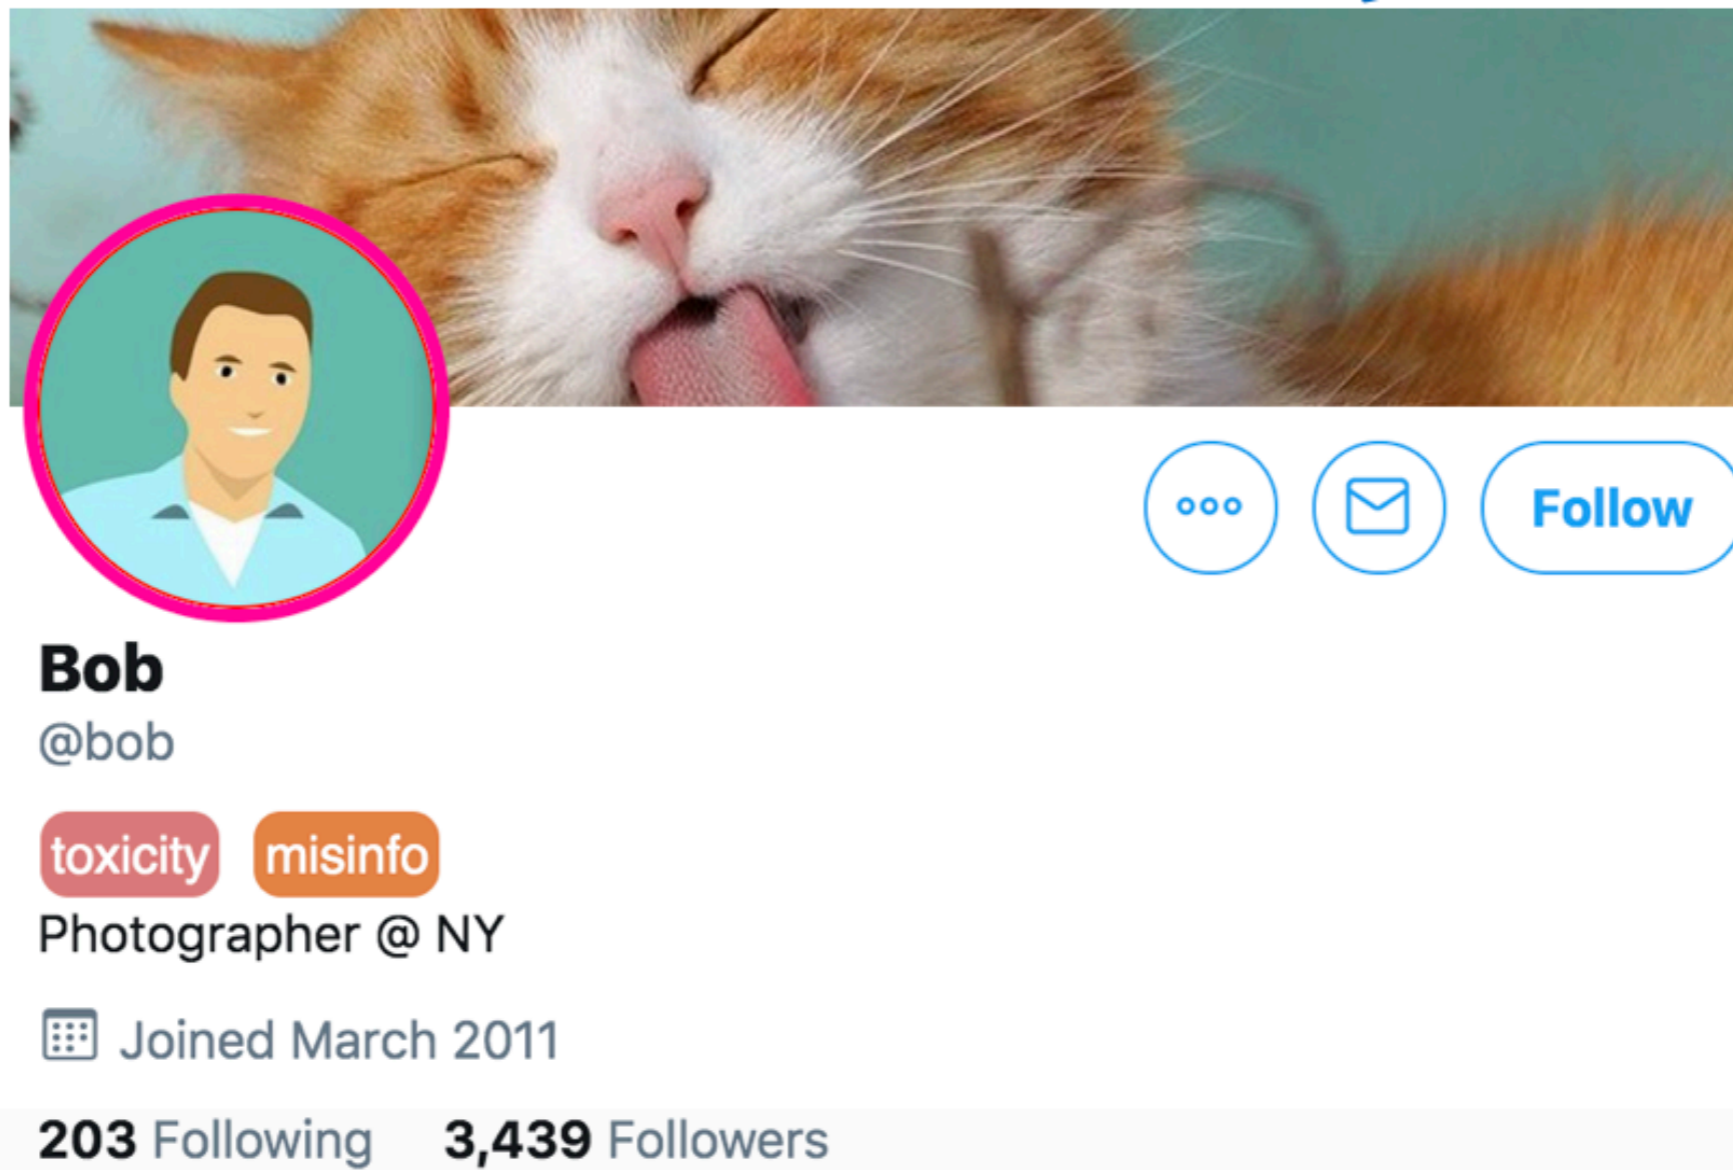 Follow
Bob
@bob
toxicity misinfo
Photographer @ NY
Joined March 2011
203 Following 3,439 Followers